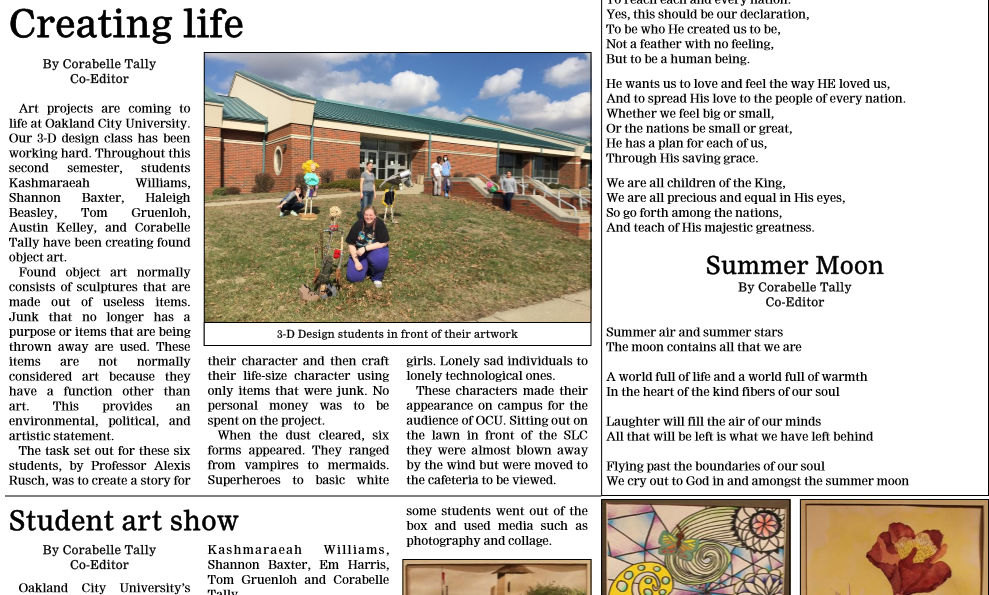 Creating life
By Corabelle Tally
Co-Editor
Art projects are coming to
life at Oakland City University.
Our 3-D design class has been
working hard. Throughout this
second semester, students
Kashmaraeah Williams,
Shannon Baxter, Haleigh
Beasley, Tom Gruenloh,
Austin Kelley, and Corabelle
Tally have been creating found
object art.
Found object art normally
consists of sculptures that are
made out of useless items.
Junk that no longer has a
purpose or items that are being
thrown away are used. These
items are not normally
considered art because they
have a function other than
art. This provides an
environmental, political, and
artistic statement.
The task set out for these six
students, by Professor Alexis
Rusch, was to create a story for
3-D Design students in front of their artwork
their character and then craft
their life-size character using
only items that were junk. No
personal money was to be
spent on the project.
When the dust cleared, six
forms appeared. They ranged
from vampires to mermaids.
Superheroes to basic white
girls. Lonely sad individuals to
lonely technological ones.
These characters made their
appearance on campus for the
audience of OCU. Sitting out on
the lawn in front of the SLC
they were almost blown away
by the wind but were moved to
the cafeteria to be viewed.
To reach each and every nation.
Yes, this should be our declaration,
To be who He created us to be,
Not a feather with no feeling,
But to be a human being.
He wants us to love and feel the way HE loved us,
And to spread His love to the people of every nation.
Whether we feel big or small,
Or the nations be small or great,
He has a plan for each of us,
Through His saving grace.
We are all children of the King,
We are all precious and equal in His eyes,
So go forth among the nations,
And teach of His majestic greatness.
Summer Moon
By Corabelle Tally
Co-Editor
Summer air and summer stars
The moon contains all that we are
A world full of life and a world full of warmth
In the heart of the kind fibers of our soul
Laughter will fill the air of our minds
All that will be left is what we have left behind
Flying past the boundaries of our soul
We cry out to God in and amongst the summer moon
Student art show
By Corabelle Tally
Co-Editor
Oakland City University's
Kashmaraeah Williams,
Shannon Baxter, Em Harris,
Tom Gruenloh and Corabelle
Tally
some students went out of the
box and used media such as
photography and collage.